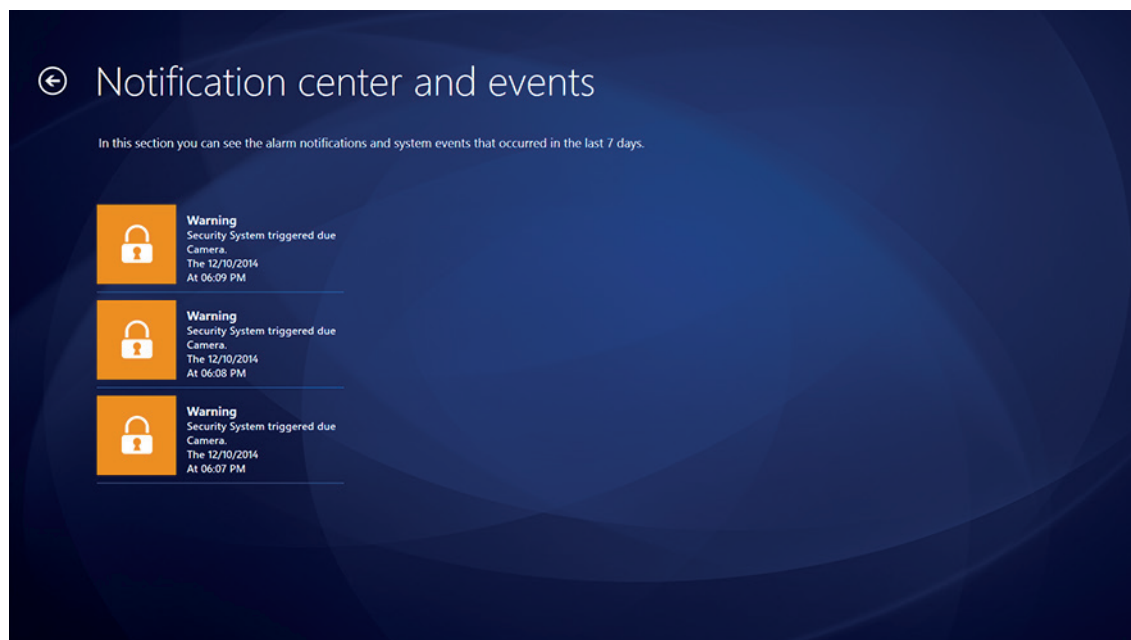 Notification center and events
In this section you can see the alarm notifications and system events that occurred in the last 7 days.
Warning
Security System triggered due
Camera.
The 12/10/2014
At 06:09 PM
Warning
Security System triggered due
Camera.
The 12/10/2014
At 06:08 PM
Warning
Security System triggered due
Camera.
The 12/10/2014
At 06:07 PM